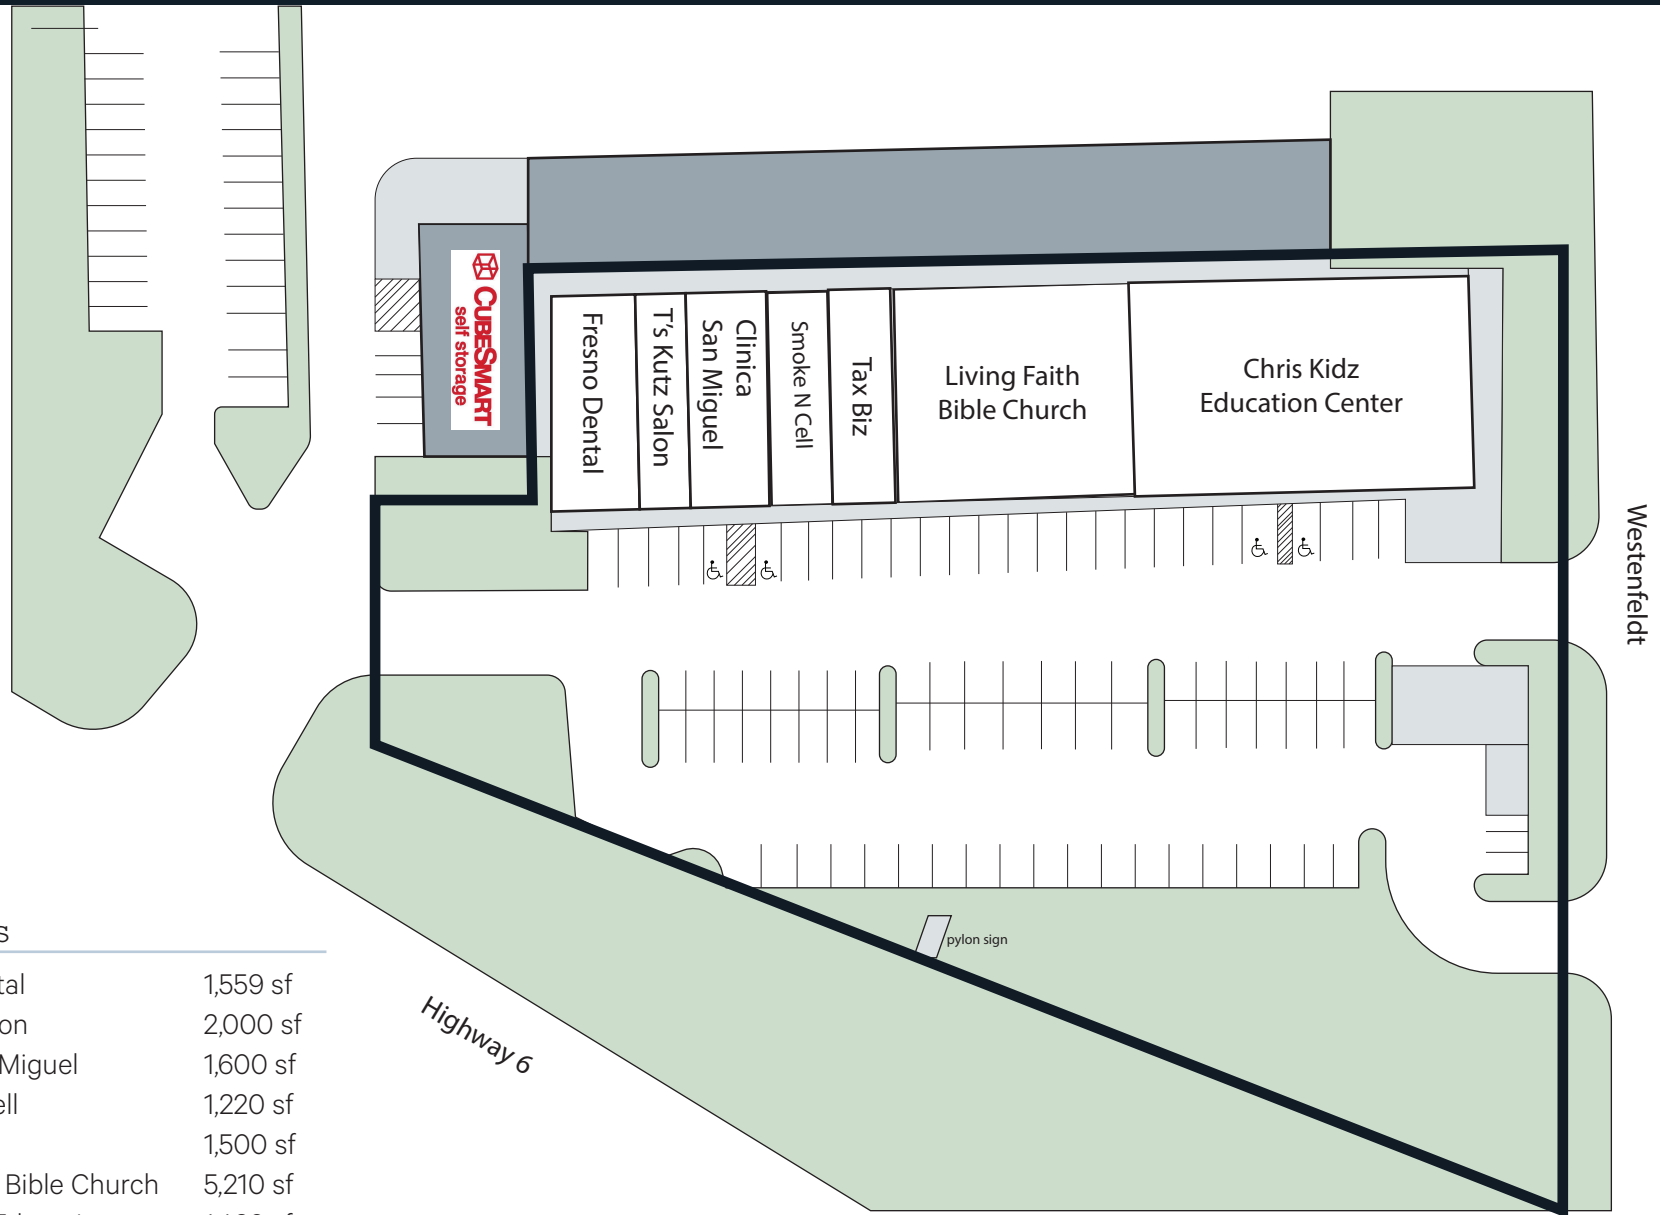 CUBESMART
self storage
Fresno Dental
T's Kutz Salon
Clinica
San Miguel
Smoke N Cell
Tax Biz
Living Faith
Bible Church
Chris Kidz
Education Center
Westenfeldt
pylon sign
Highway 6
s
tal 1,559 sf
on 2,000 sf
Miguel 1,600 sf
ell 1,220 sf
1,500 sf
Bible Church 5,210 sf